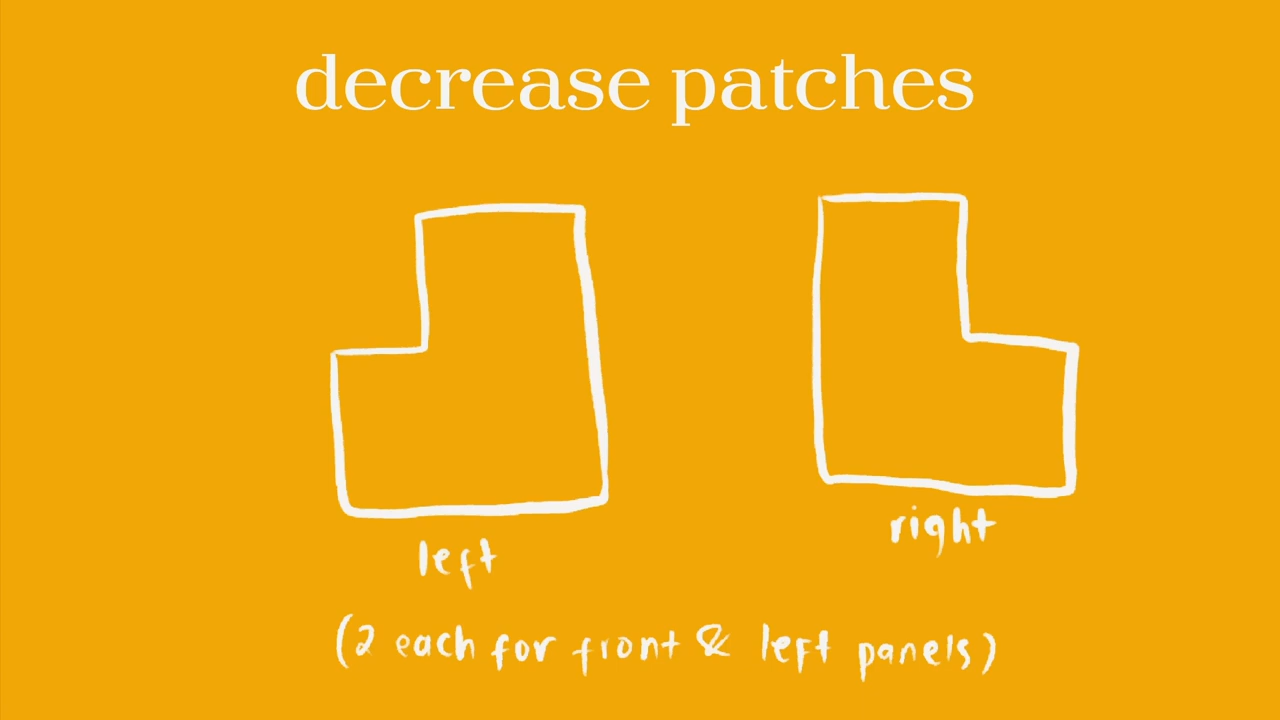 decrease patches
left
right
(2 each for front & left panels)